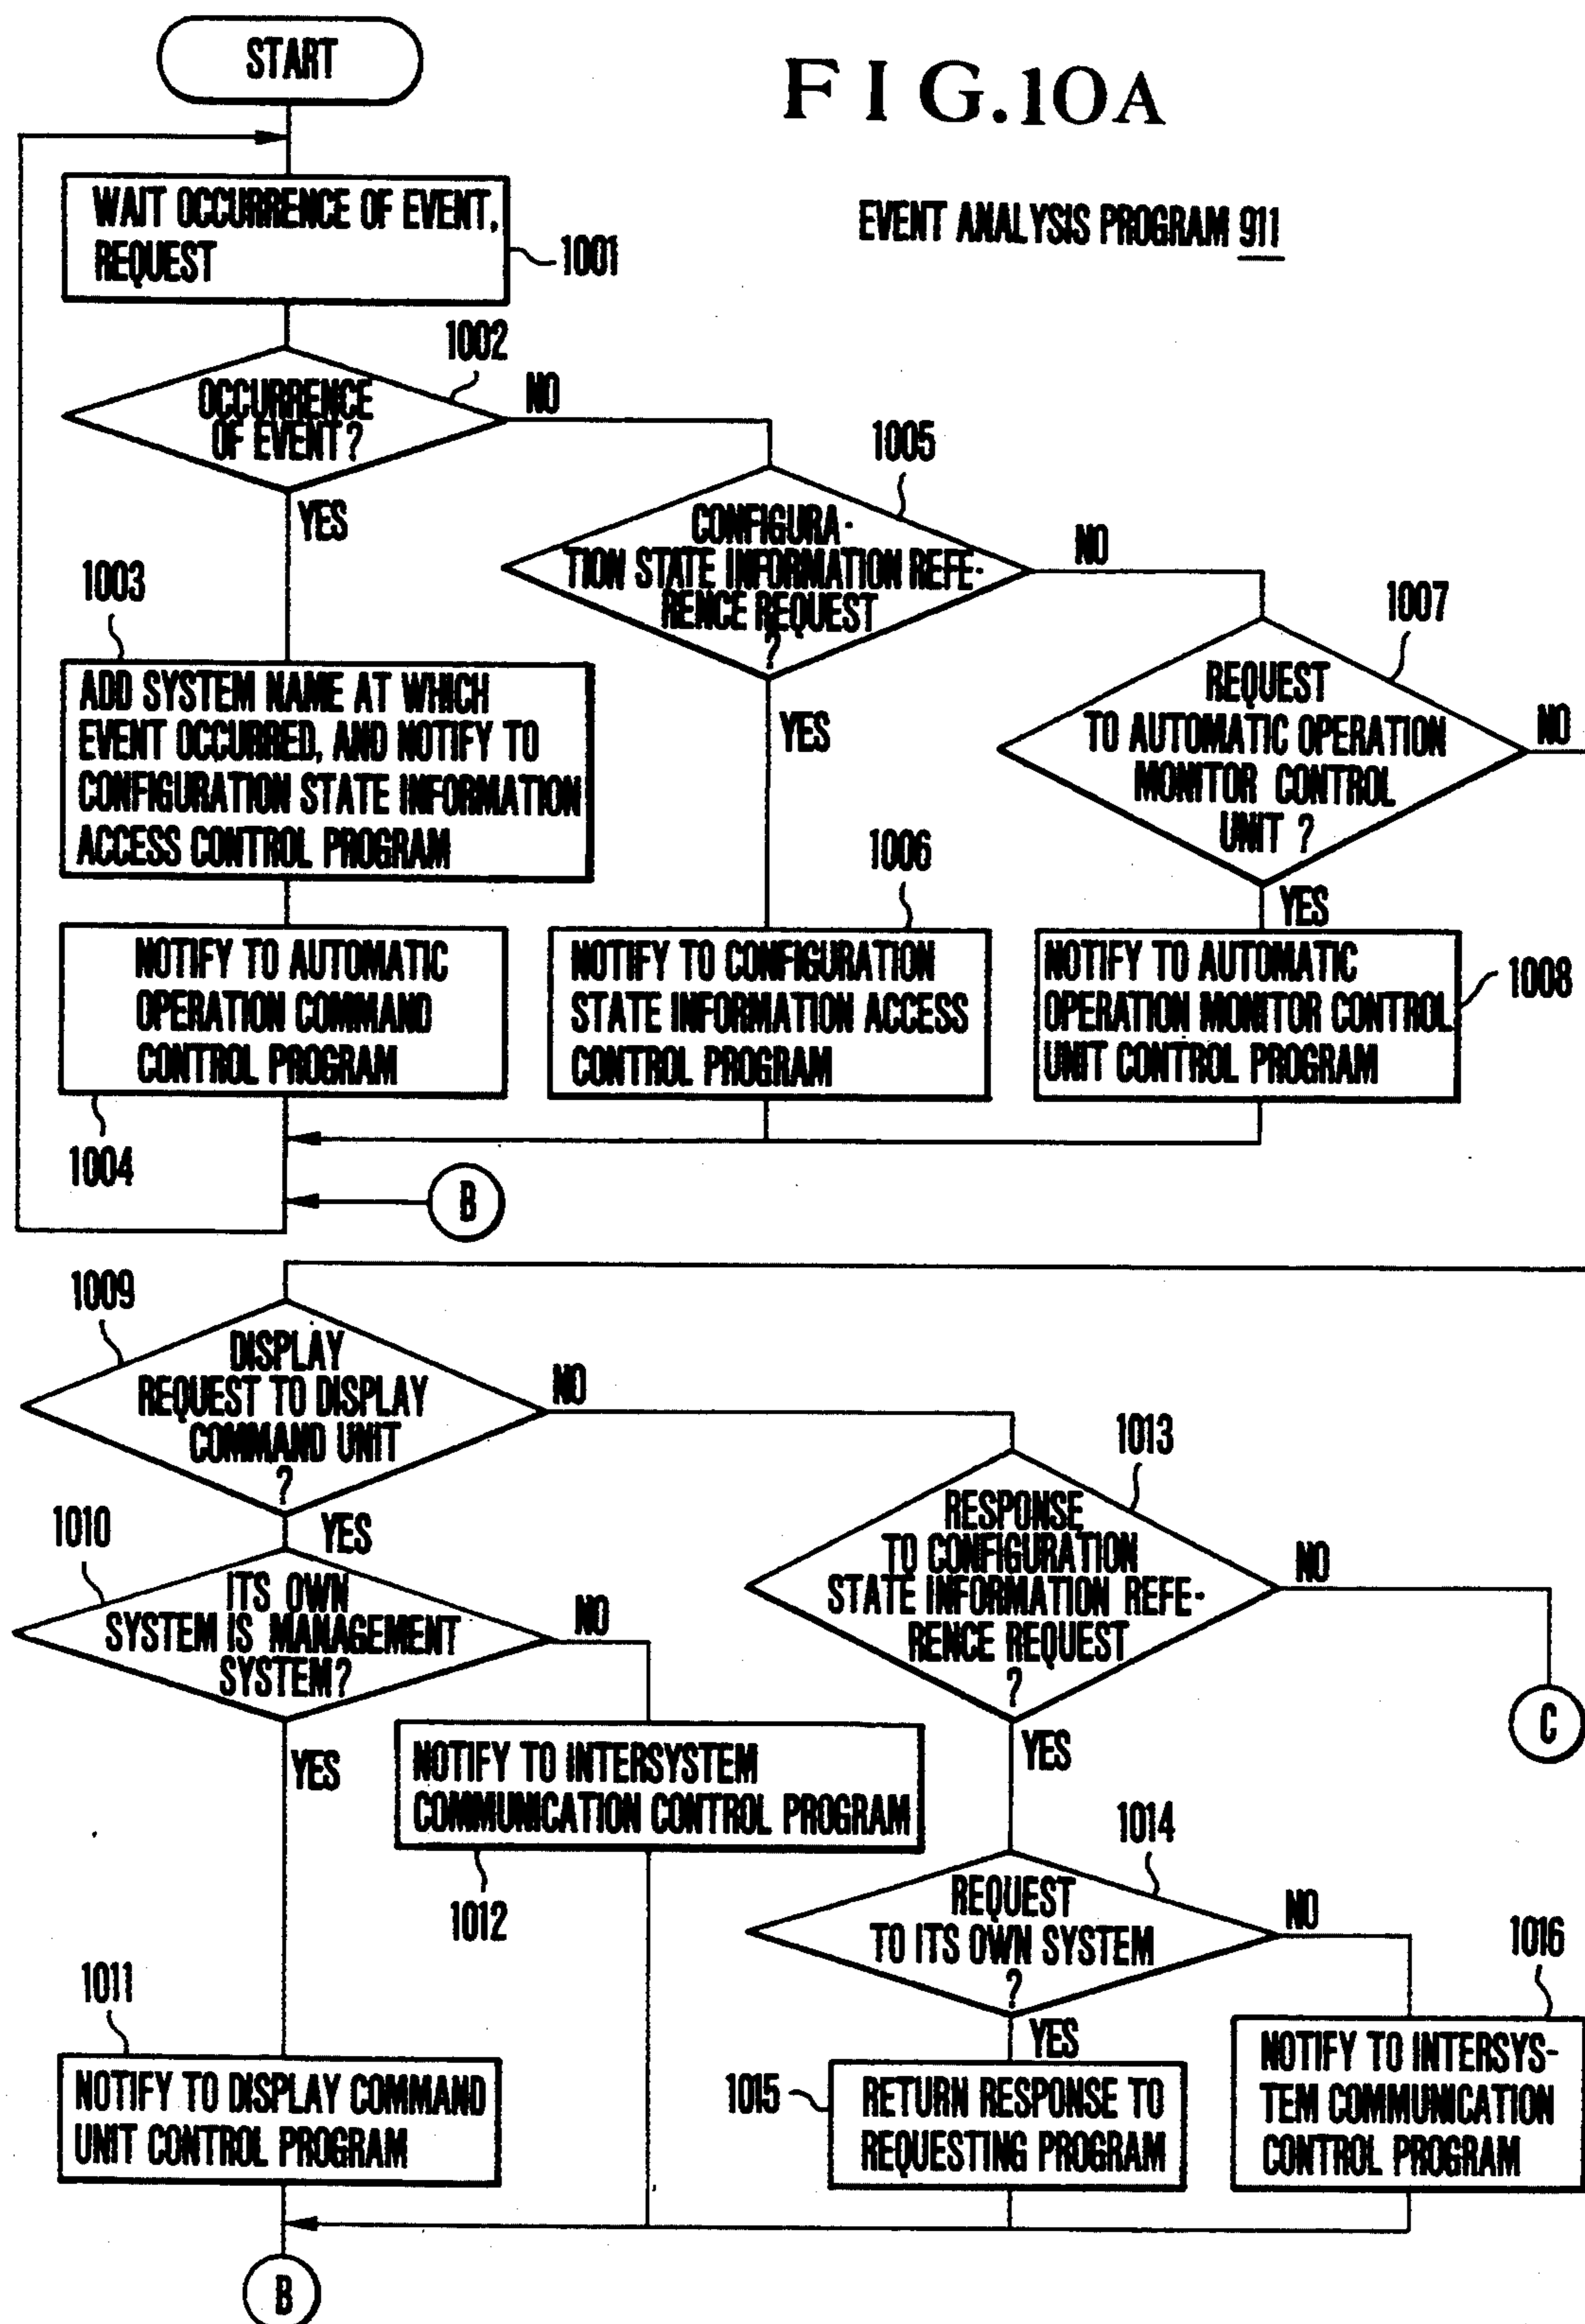 START
FIG.10A
WAIT OCCURRENCE OF EVENT,
REQUEST
1001
EVENT ANALYSIS PROGRAM 911
1002
OCCURRENCE
OF EVENT?
NO
YES
1005
CONFIGURA-
TION STATE INFORMATION REFE-
RENCE REQUEST
?
NO
YES
1007
REQUEST
TO AUTOMATIC OPERATION
MONITOR CONTROL
UNIT ?
NO
YES
1003
ADD SYSTEM NAME AT WHICH
EVENT OCCURRED, AND NOTIFY TO
CONFIGURATION STATE INFORMATION
ACCESS CONTROL PROGRAM
1006
NOTIFY TO AUTOMATIC
OPERATION COMMAND
CONTROL PROGRAM
1004
NOTIFY TO CONFIGURATION
STATE INFORMATION ACCESS
CONTROL PROGRAM
NOTIFY TO AUTOMATIC
OPERATION MONITOR CONTROL
UNIT CONTROL PROGRAM
1008
B
1009
DISPLAY
REQUEST TO DISPLAY
COMMAND UNIT
?
NO
YES
1010
ITS OWN
SYSTEM IS MANAGEMENT
SYSTEM?
NO
YES
1013
RESPONSE
TO CONFIGURATION
STATE INFORMATION REFE-
RENCE REQUEST
?
NO
YES
C
NOTIFY TO INTERSYSTEM
COMMUNICATION CONTROL PROGRAM
1012
1014
REQUEST
TO ITS OWN SYSTEM
?
NO
YES
1016
1011
NOTIFY TO DISPLAY COMMAND
UNIT CONTROL PROGRAM
1015
RETURN RESPONSE TO
REQUESTING PROGRAM
NOTIFY TO INTERSYS-
TEM COMMUNICATION
CONTROL PROGRAM
B